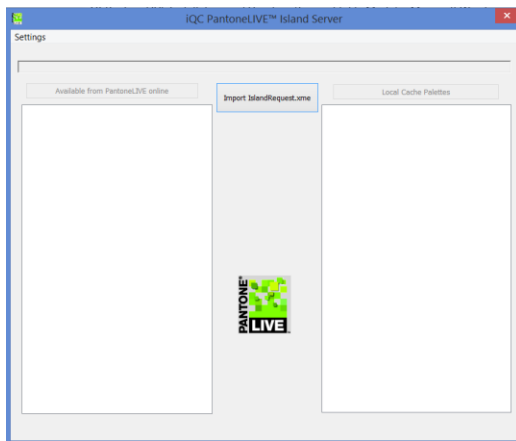 iQC PantoneLIVE™ Island Server
Settings
Available from PantoneLIVE online
Import IslandRequest.xme
Local Cache Palettes
PANTONE®
LIVE